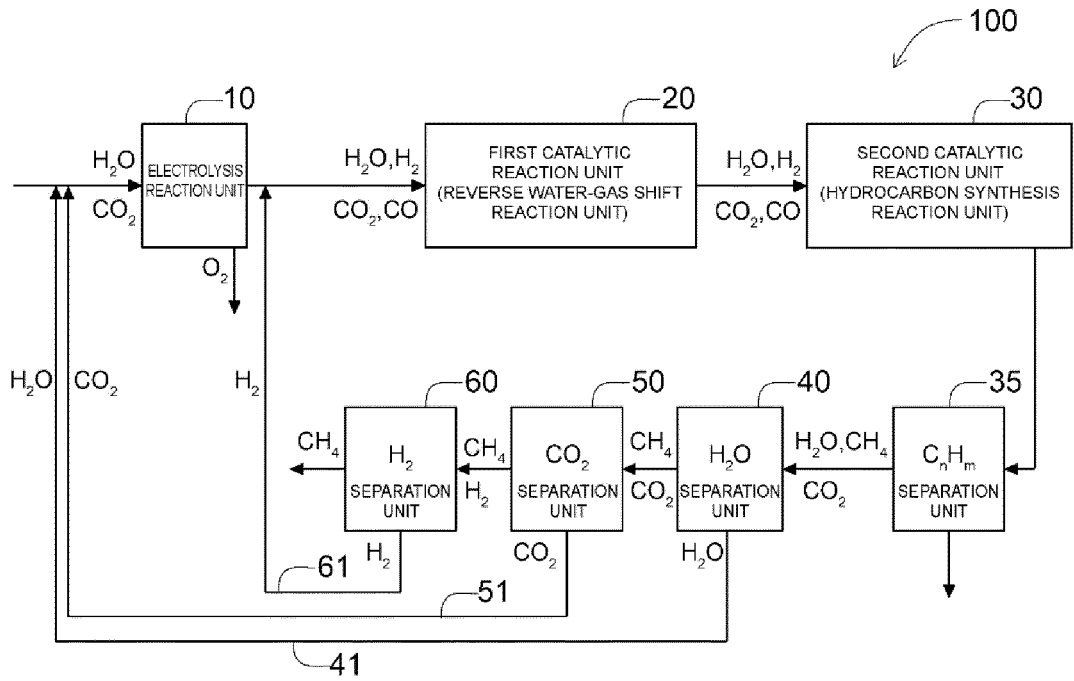 100
10
20
30
H₂O
CO₂
ELECTROLYSIS
REACTION UNIT
O₂
H₂O,H₂
CO₂,CO
FIRST CATALYTIC
REACTION UNIT
(REVERSE WATER-GAS SHIFT
REACTION UNIT)
H₂O,H₂
CO₂,CO
SECOND CATALYTIC
REACTION UNIT
(HYDROCARBON SYNTHESIS
REACTION UNIT)
H₂O
CO₂
H₂
60
50
40
35
CH₄
H₂
SEPARATION
UNIT
H₂
CH₄
H₂
CO₂
SEPARATION
UNIT
CO₂
CH₄
CO₂
H₂O
SEPARATION
UNIT
H₂O
H₂O,CH₄
CO₂
CₙHₘ
SEPARATION
UNIT
61
51
41